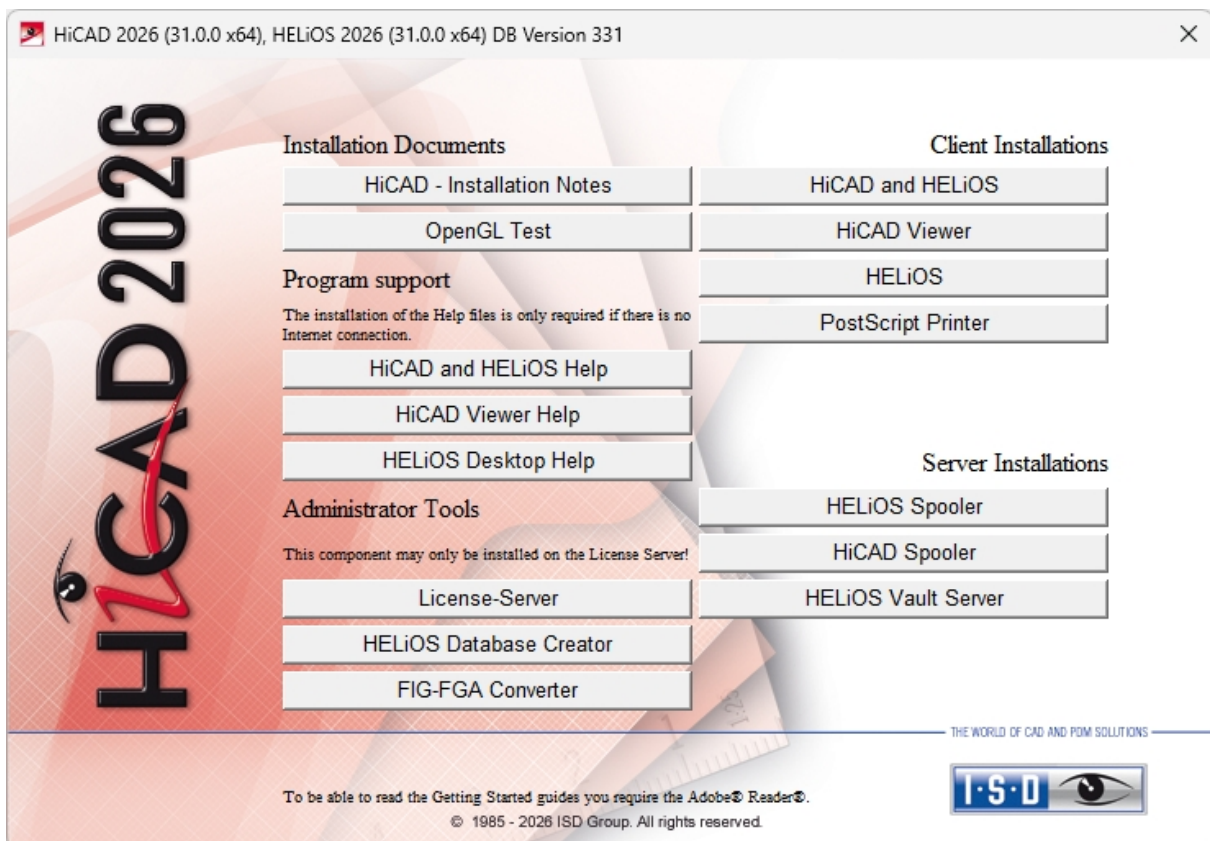 HiCAD 2026 (31.0.0 x64), HELiOS 2026 (31.0.0 x64) DB Version 331
HiCAD 2026
Installation Documents
HiCAD - Installation Notes
OpenGL Test
Program support
The installation of the Help files is only required if there is no
Internet connection.
HiCAD and HELiOS Help
HiCAD Viewer Help
HELiOS Desktop Help
Administrator Tools
This component may only be installed on the License Server!
License-Server
HELiOS Database Creator
FIG-FGA Converter
Client Installations
HiCAD and HELiOS
HiCAD Viewer
HELiOS
PostScript Printer
Server Installations
HELiOS Spooler
HiCAD Spooler
HELiOS Vault Server
THE WORLD OF CAD AND PDM SOLUTIONS
I·S·D
To be able to read the Getting Started guides you require the Adobe® Reader®.
© 1985 - 2026 ISD Group. All rights reserved.